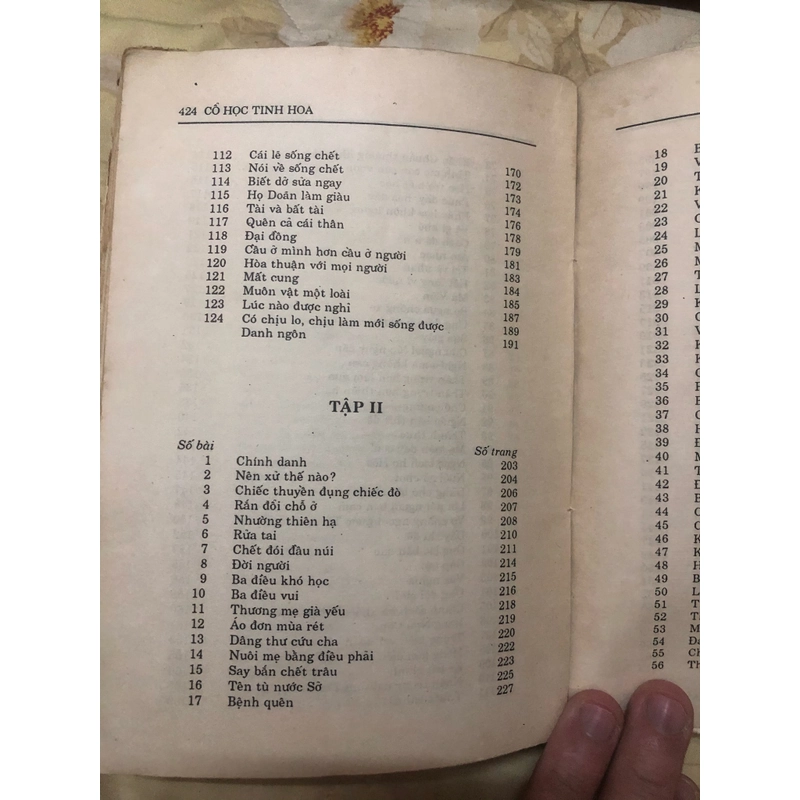 424 CỔ HỌC TINH HOA
112 Cái lẽ sống chết 170
113 Nói về sống chết 172
114 Biết dở sửa ngay 173
115 Họ Doãn làm giàu 174
116 Tài và bất tài 176
117 Quên cả cái thân 178
118 Đại đồng 179
119 Cầu ở mình hơn cầu ở người 181
120 Hòa thuận với mọi người 183
121 Mất cung 184
122 Muôn vật một loài 185
123 Lúc nào được nghỉ 187
124 Có chịu lo, chịu làm mới sống được 189
Danh ngôn 191
TẬP II
Số bài Số trang
1 Chính danh 203
2 Nên xử thế nào? 204
3 Chiếc thuyền đụng chiếc đò 206
4 Rắn đổi chỗ ở 207
5 Nhường thiên hạ 208
6 Rửa tai 210
7 Chết đói đầu núi 211
8 Đời người 214
9 Ba điều khó học 215
10 Ba điều vui 216
11 Thương mẹ già yếu 218
12 Áo đơn mùa rét 219
13 Dâng thư cứu cha 220
14 Nuôi mẹ bằng điều phải 222
15 Say bắn chết trâu 223
16 Tên tù nước Sở 225
17 Bệnh quên 227
18
19
20
21
22
23
24
25
26
27
28
29
30
31
32
33
34
35
36
37
38
39
40
41
42
43
44
45
46
47
48
49
50
51
52
53
54
55
56